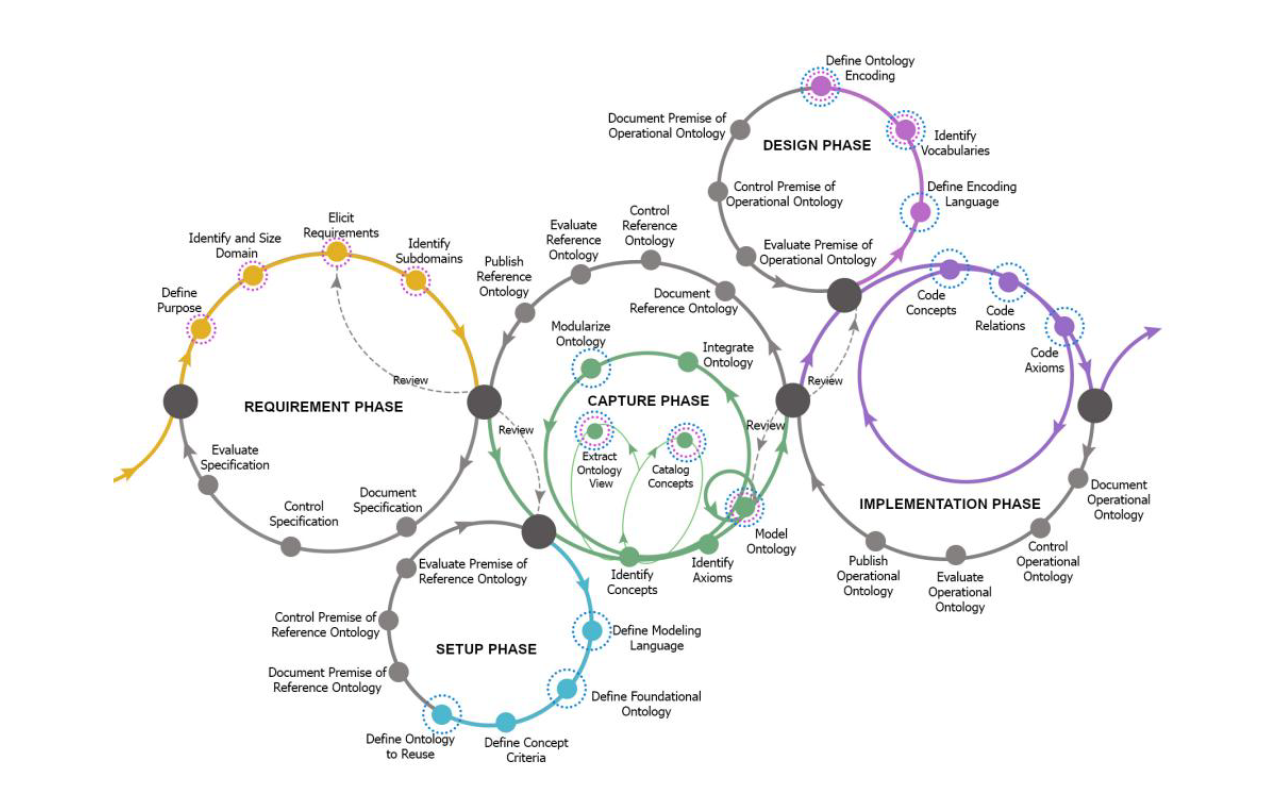 Define Ontology
Encoding
Document Premise of
Operational Ontology
DESIGN PHASE
Identify
Vocabularies
Control Premise of
Operational Ontology
Define Encoding
Language
Evaluate Premise of
Operational Ontology
Elicit
Requirements
Identify and Size
Domain
Identify
Subdomains
Define
Purpose
Review
REQUIREMENT PHASE
Evaluate
Specification
Control
Specification
Document
Specification
Control
Reference
Ontology
Evaluate
Reference
Ontology
Publish
Reference
Ontology
Document
Reference Ontology
Modularize
Ontology
Integrate
Ontology
CAPTURE PHASE
Review
Extract
Ontology
View
Catalog
Concepts
Review
Model
Ontology
Identify
Axioms
Identify
Concepts
Review
Code
Concepts
Code
Relations
Code
Axioms
IMPLEMENTATION PHASE
Document
Operational
Ontology
Control
Operational
Ontology
Evaluate
Operational
Ontology
Publish
Operational
Ontology
Evaluate Premise of
Reference Ontology
Control Premise of
Reference Ontology
SETUP PHASE
Define Modeling
Language
Document Premise of
Reference Ontology
Define Foundational
Ontology
Define Ontology
to Reuse
Define Concept
Criteria